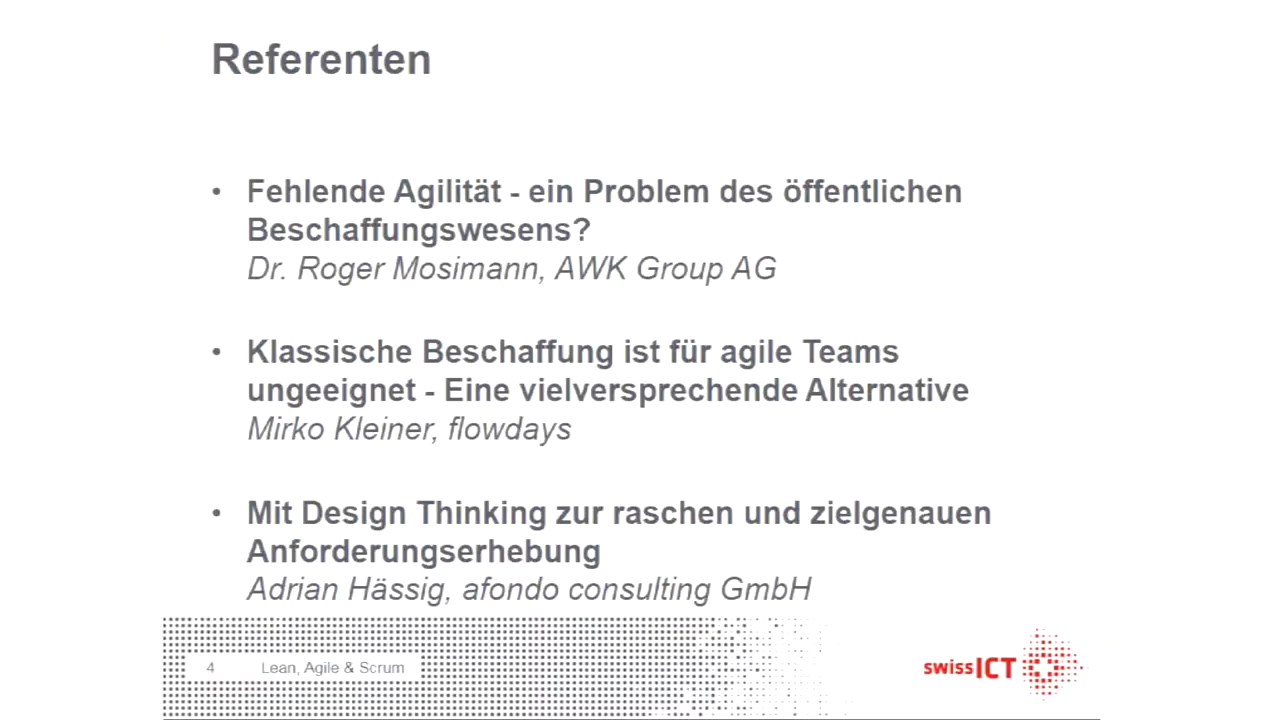 Referenten
• Fehlende Agilität - ein Problem des öffentlichen
Beschaffungswesens?
Dr. Roger Mosimann, AWK Group AG
• Klassische Beschaffung ist für agile Teams
ungeeignet - Eine vielversprechende Alternative
Mirko Kleiner, flowdays
• Mit Design Thinking zur raschen und zielgenauen
Anforderungserhebung
Adrian Hässig, afondo consulting GmbH
4 Lean, Agile & Scrum
swissICT